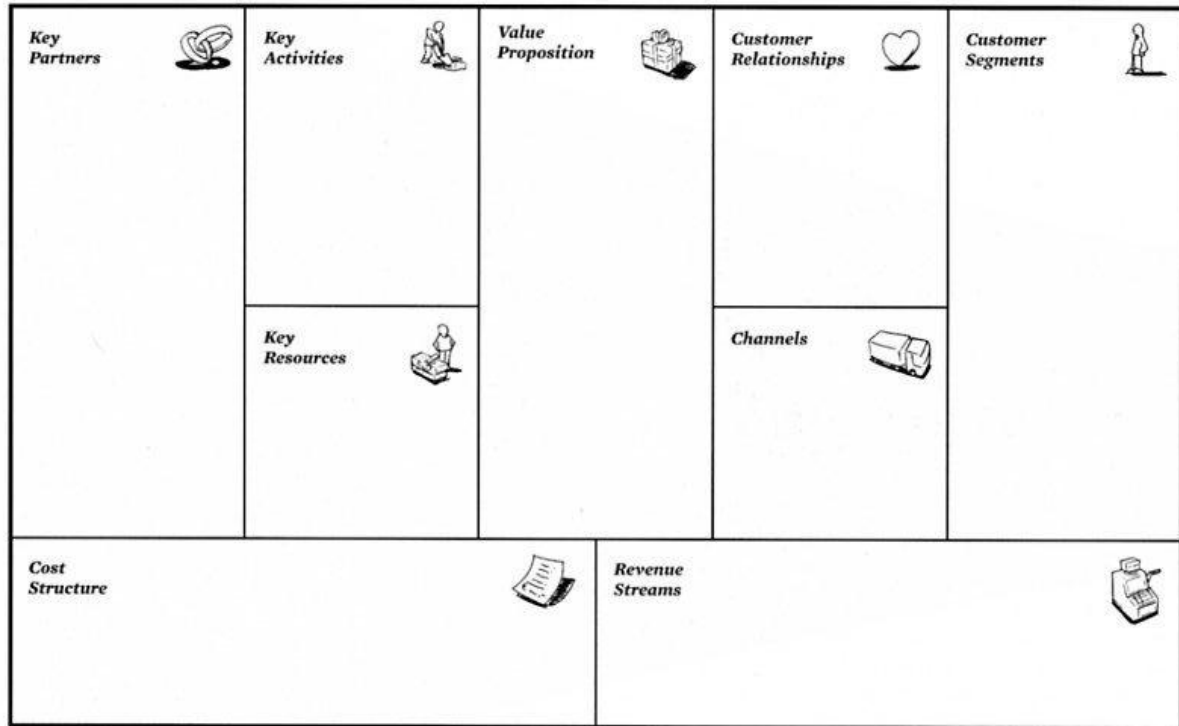 Key
Partners
Key
Activities
Value
Proposition
Customer
Relationships
Customer
Segments
Key
Resources
Channels
Cost
Structure
Revenue
Streams